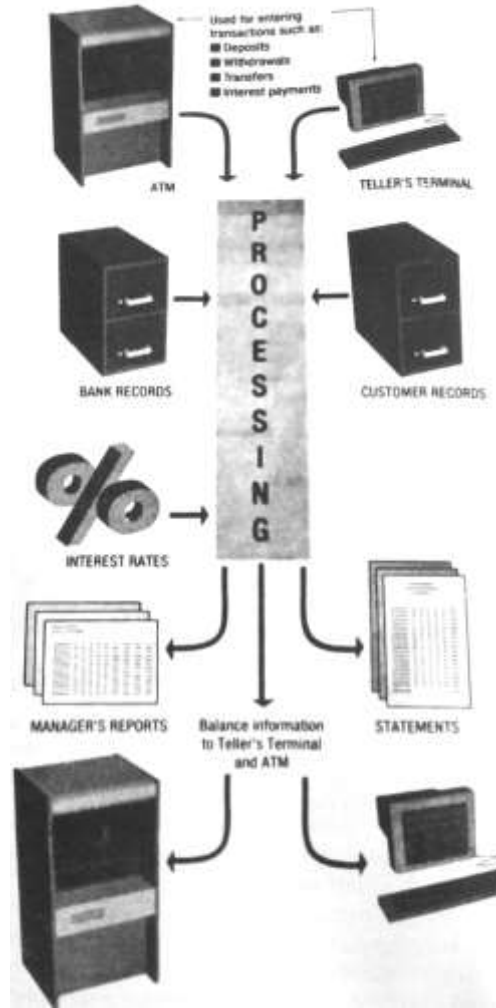 Used for entering
transactions such as:
■ Deposits
■ Withdrawals
■ Transfers
■ Interest payments
ATM
TELLER'S TERMINAL
PROCESSING
BANK RECORDS
CUSTOMER RECORDS
INTEREST RATES
MANAGER'S REPORTS
Balance information
to Teller's Terminal
and ATM
STATEMENTS